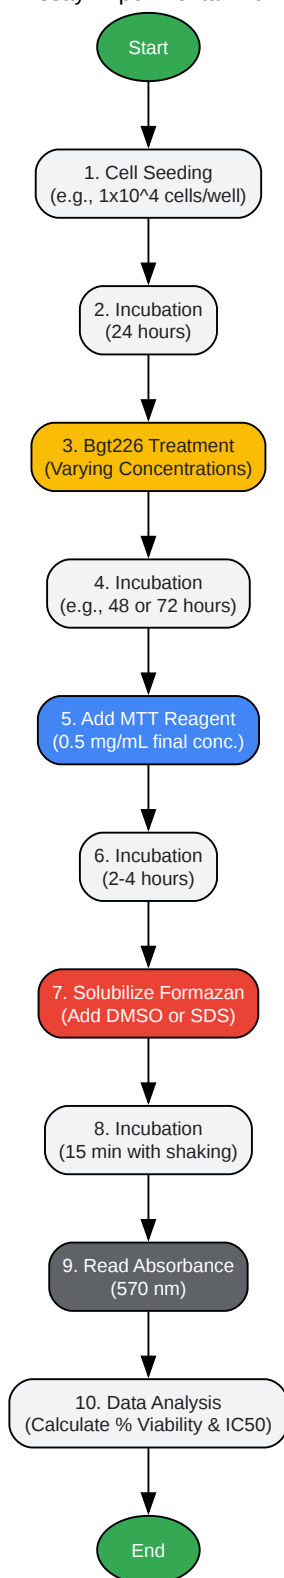 Start
1. Cell Seeding
(e.g., 1x10^4 cells/well)
2. Incubation
(24 hours)
3. Bgt226 Treatment
(Varying Concentrations)
4. Incubation
(e.g., 48 or 72 hours)
5. Add MTT Reagent
(0.5 mg/mL final conc.)
6. Incubation
(2-4 hours)
7. Solubilize Formazan
(Add DMSO or SDS)
8. Incubation
(15 min with shaking)
9. Read Absorbance
(570 nm)
10. Data Analysis
(Calculate % Viability & IC50)
End